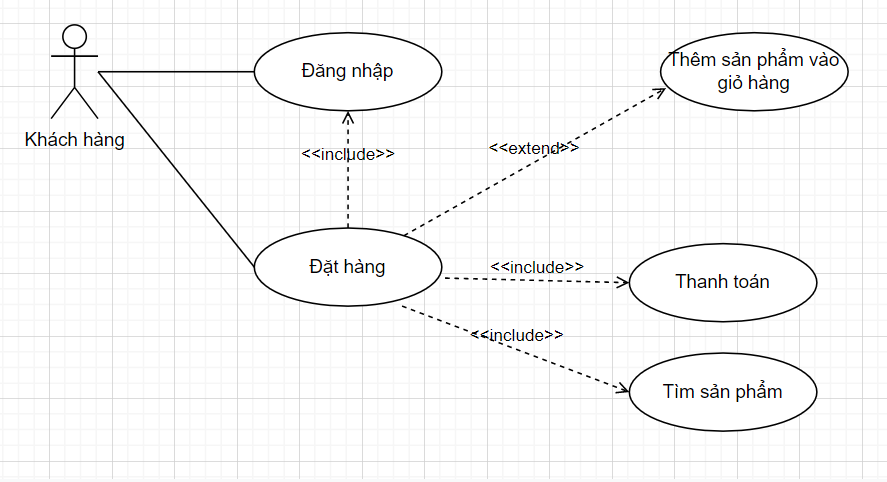 Khách hàng
Đăng nhập
Thêm sản phẩm vào
giỏ hàng
<<include>>
<<extend>>
Đặt hàng
<<include>>
Thanh toán
<<include>>
Tìm sản phẩm